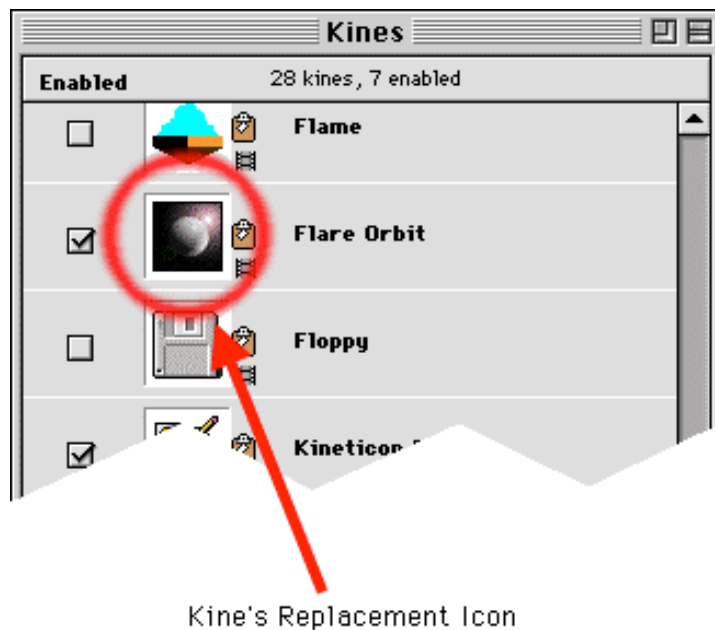 Kines
Enabled
28 kines, 7 enabled
Flame
Flare Orbit
Floppy
Kineticon
Kine's Replacement Icon